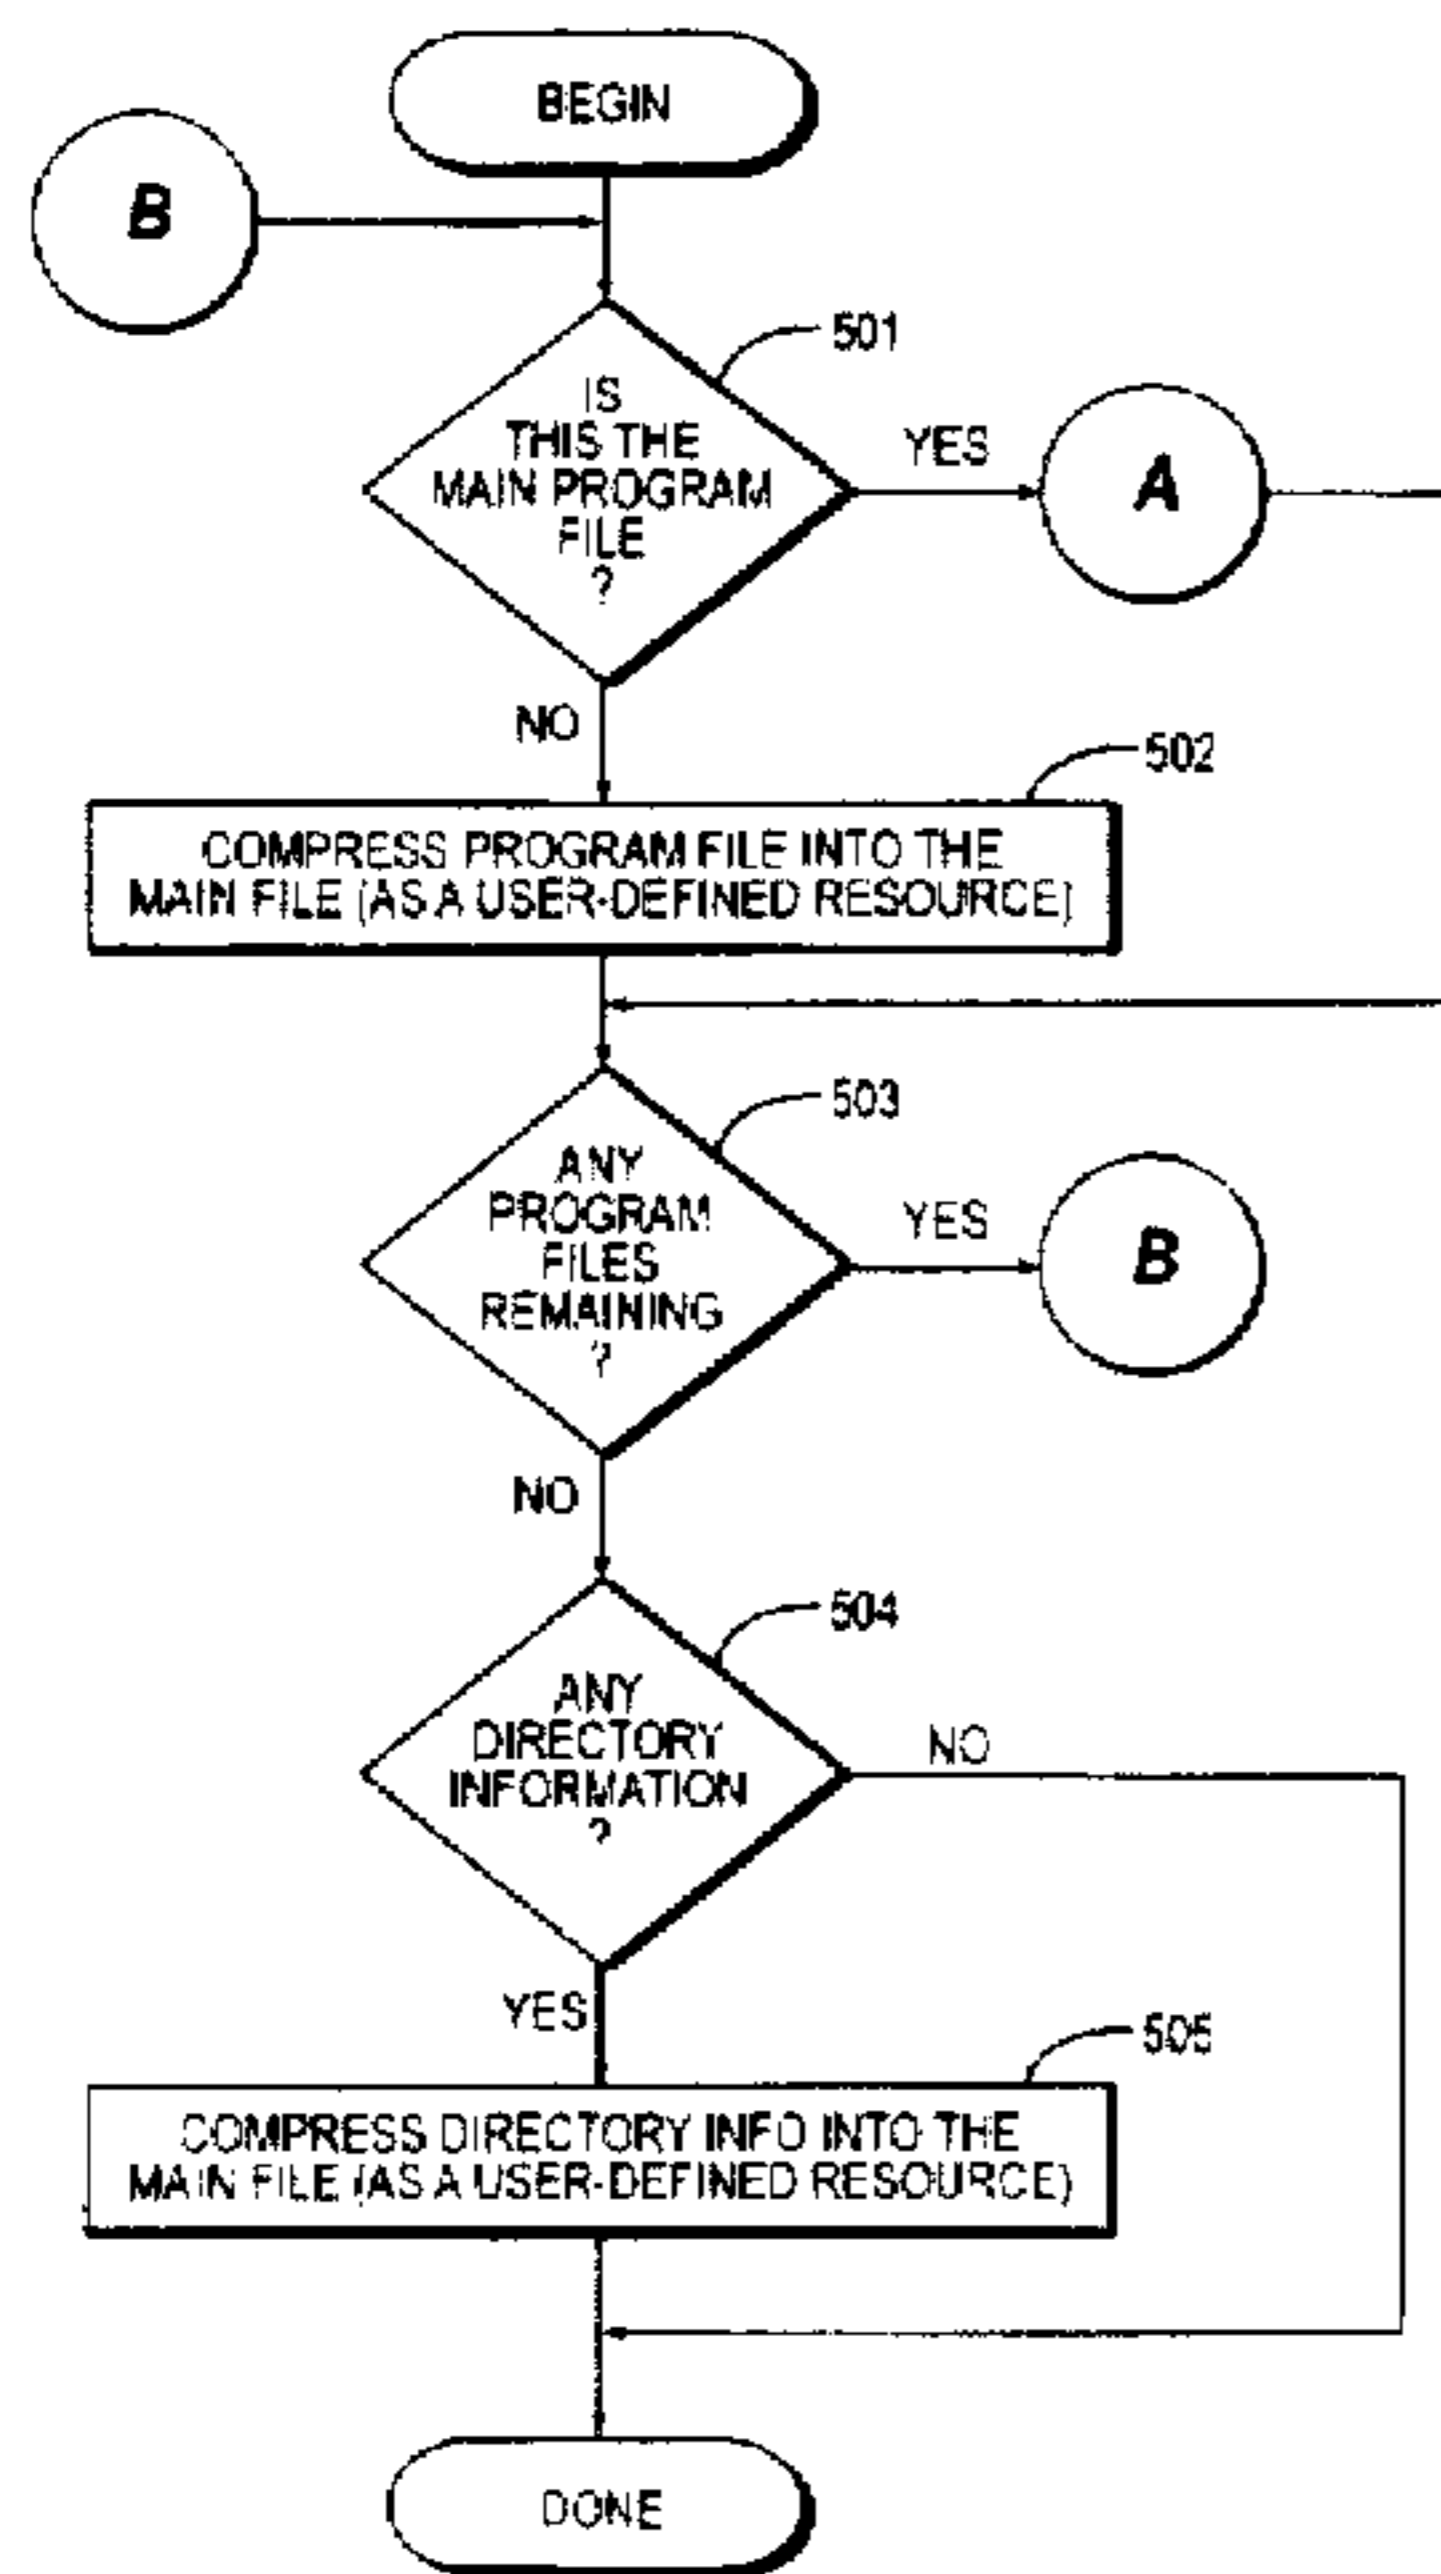 BEGIN
B
501
IS
THIS THE
MAIN PROGRAM
FILE
?
YES
A
NO
502
COMPRESS PROGRAM FILE INTO THE
MAIN FILE (AS A USER-DEFINED RESOURCE)
503
ANY
PROGRAM
FILES
REMAINING
?
YES
B
NO
504
ANY
DIRECTORY
INFORMATION
?
NO
YES
505
COMPRESS DIRECTORY INFO INTO THE
MAIN FILE (AS A USER-DEFINED RESOURCE)
DONE